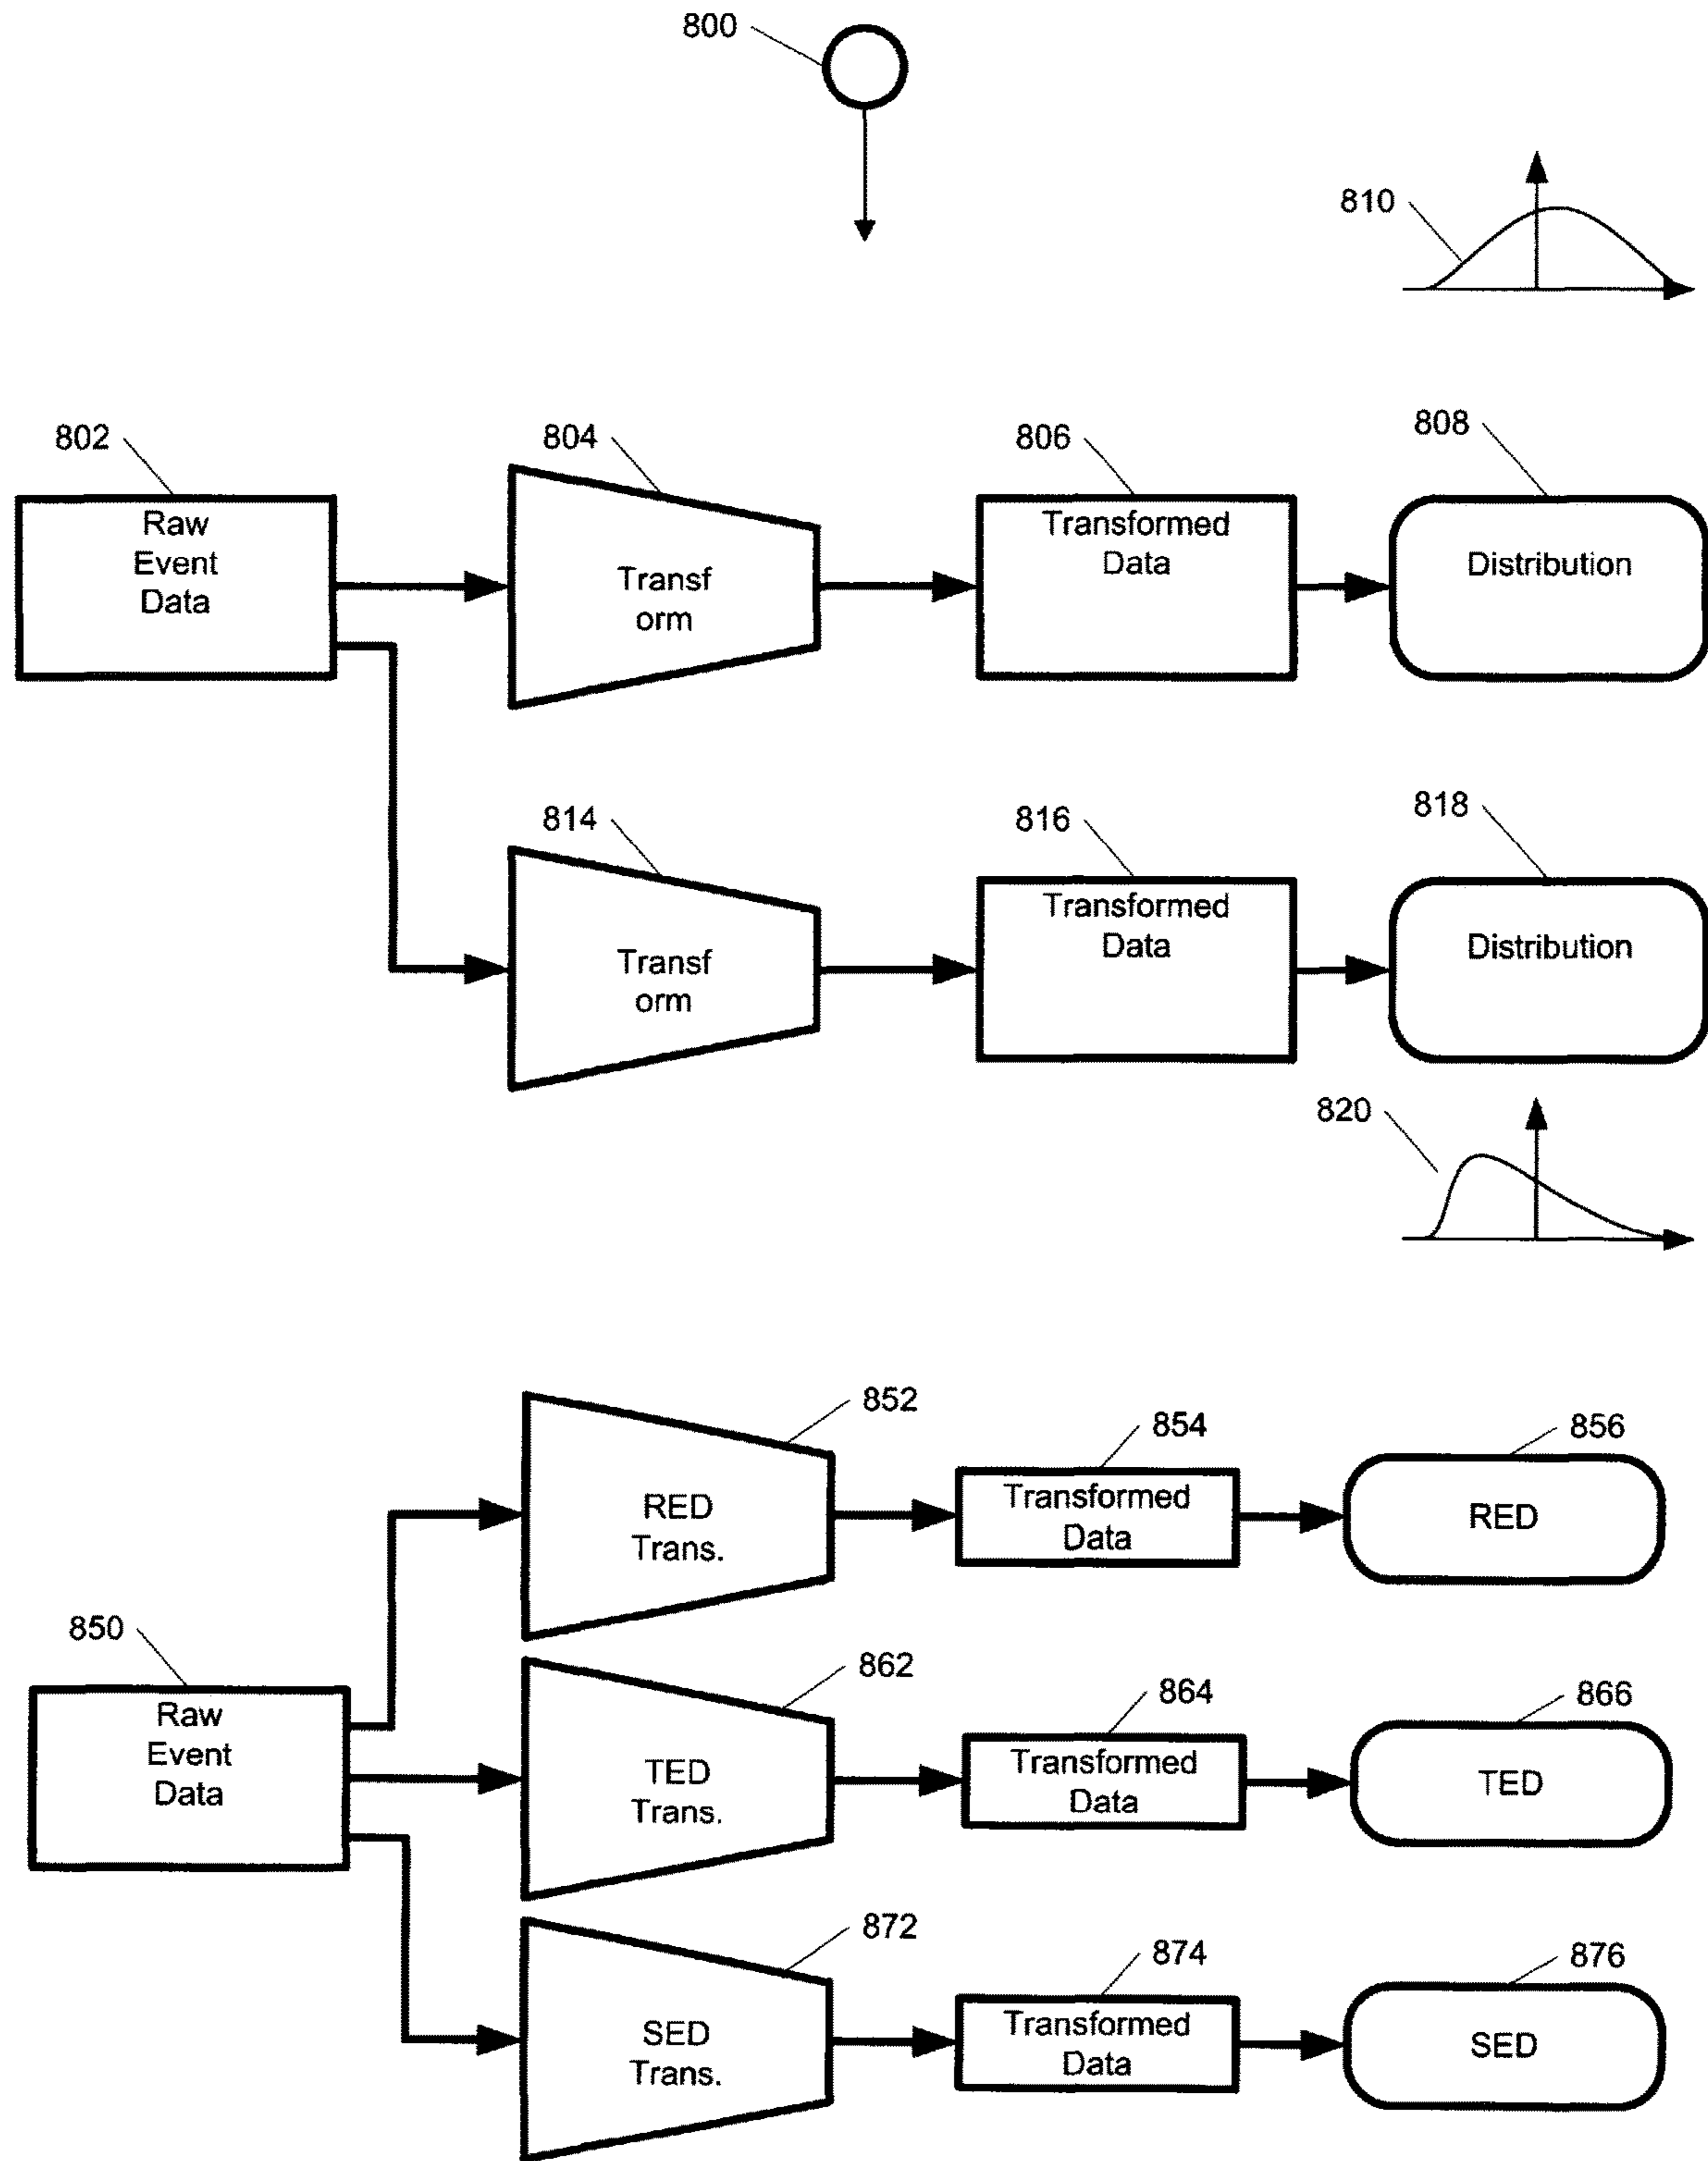 800
810
802
804
806
808
Raw
Event
Data
Transf
orm
Transformed
Data
Distribution
814
816
818
Transf
orm
Transformed
Data
Distribution
820
852
854
856
RED
Trans.
Transformed
Data
RED
850
862
864
866
Raw
Event
Data
TED
Trans.
Transformed
Data
TED
872
874
876
SED
Trans.
Transformed
Data
SED